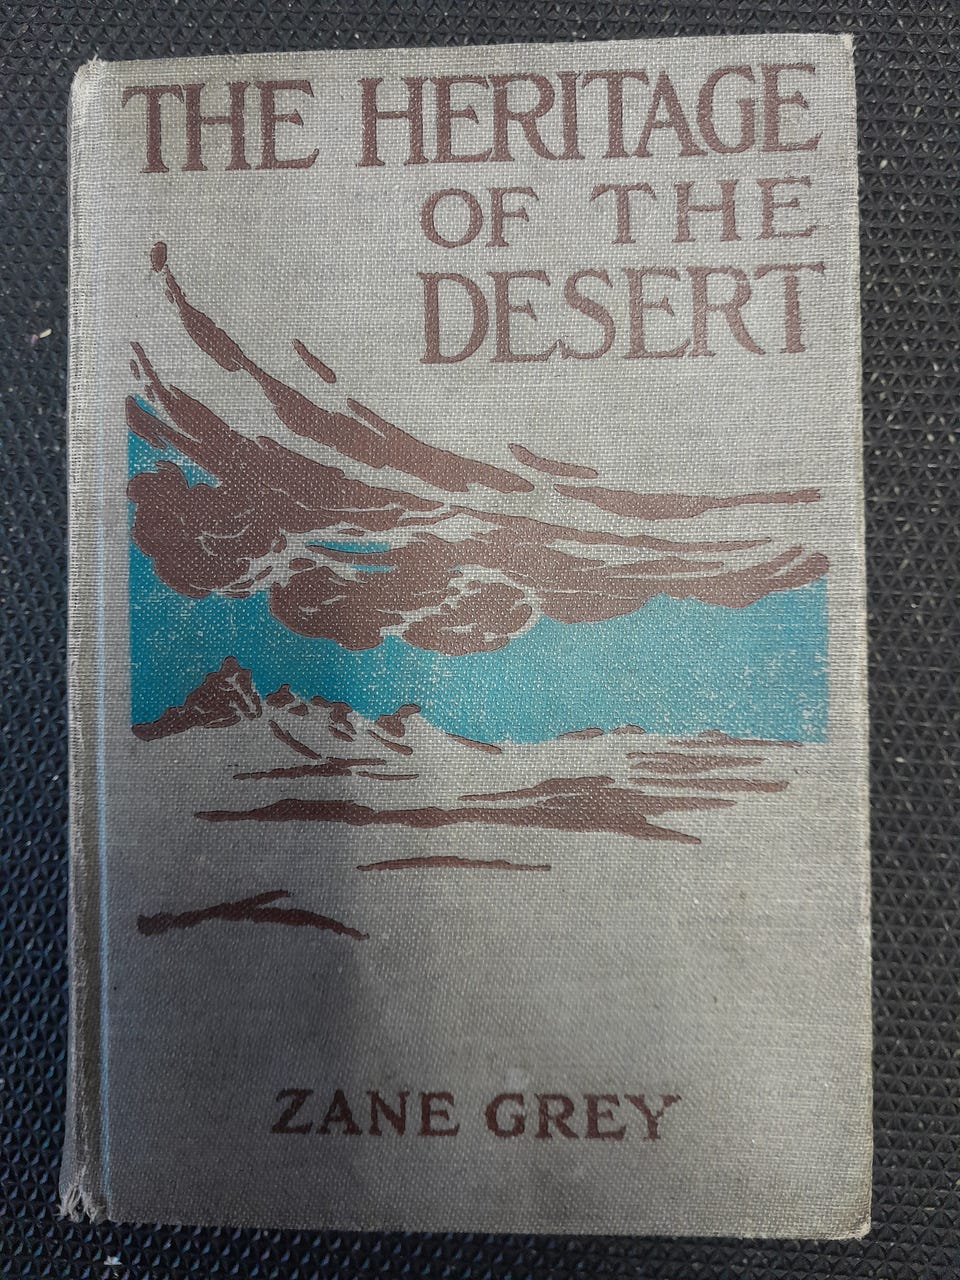 THE HERITAGE
OF THE
DESERT
ZANE GREY